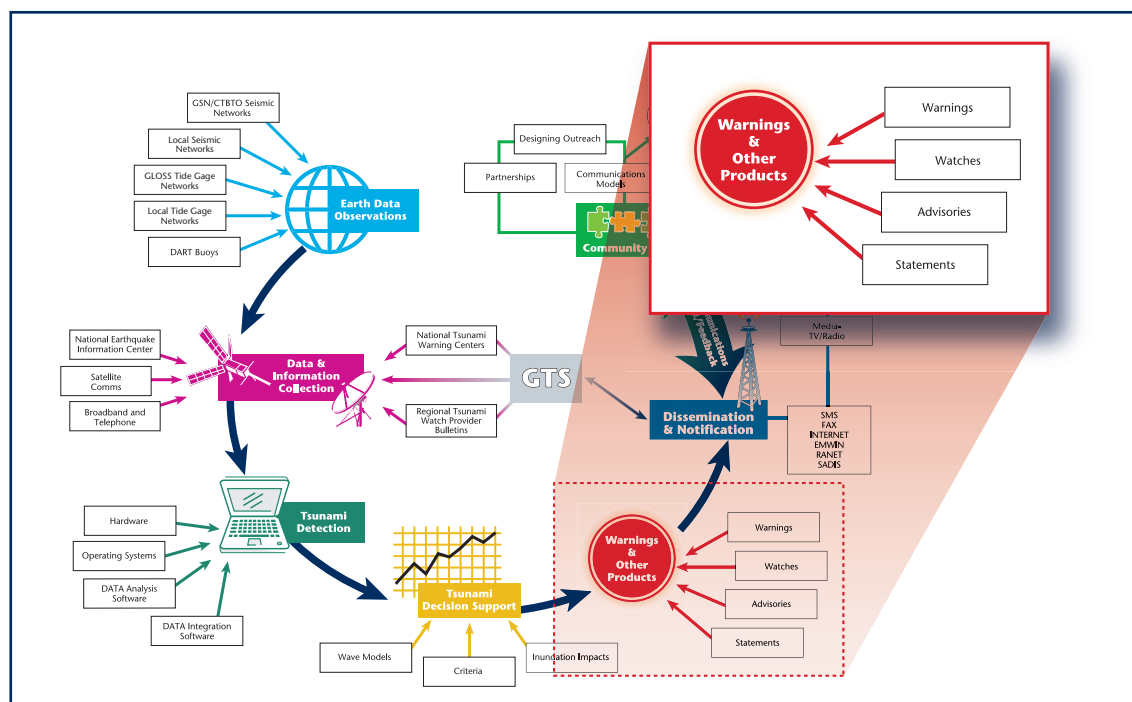 GSN/CTBTO Seismic
Networks
Local Seismic
Networks
GLOSS Tide Gage
Networks
Local Tide Gage
Networks
DART Buoys
Earth Data
Observations
Designing Outreach
Partnerships
Communications
Models
Community
Warnings
&
Other
Products
Warnings
Watches
Advisories
Statements
National Earthquake
Information Center
Satellite
Comms
Broadband and
Telephone
Data &
Information
Collection
National Tsunami
Warning Centers
Regional Tsunami
Watch Provider
Bulletins
GTS
/Feedback
Media-
TV/Radio
Dissemination
& Notification
SMS
FAX
INTERNET
EMWIN
RANET
SADIS
Hardware
Operating Systems
DATA Analysis
Software
DATA Integration
Software
Tsunami
Detection
Tsunami
Decision Support
Wave Models
Criteria
Inundation Impacts
Warnings
&
Other
Products
Warnings
Watches
Advisories
Statements